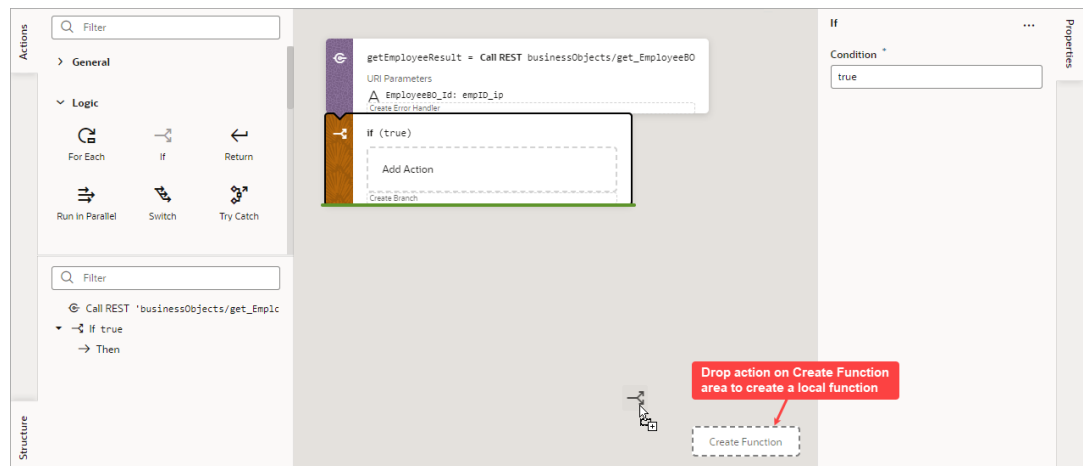 Actions
Filter
General
Logic
For Each
If
Return
Run in Parallel
Switch
Try Catch
Structure
Filter
Call REST 'businessObjects/get_Emplc
If true
Then
getEmployeeResult = Call REST businessObjects/get_EmployeeBO
URI Parameters
A EmployeeBO_Id: empID_ip
Create Error Handler
if (true)
Add Action
Create Branch
Drop action on Create Function
area to create a local function
Create Function
If
...
Condition *
true
Properties